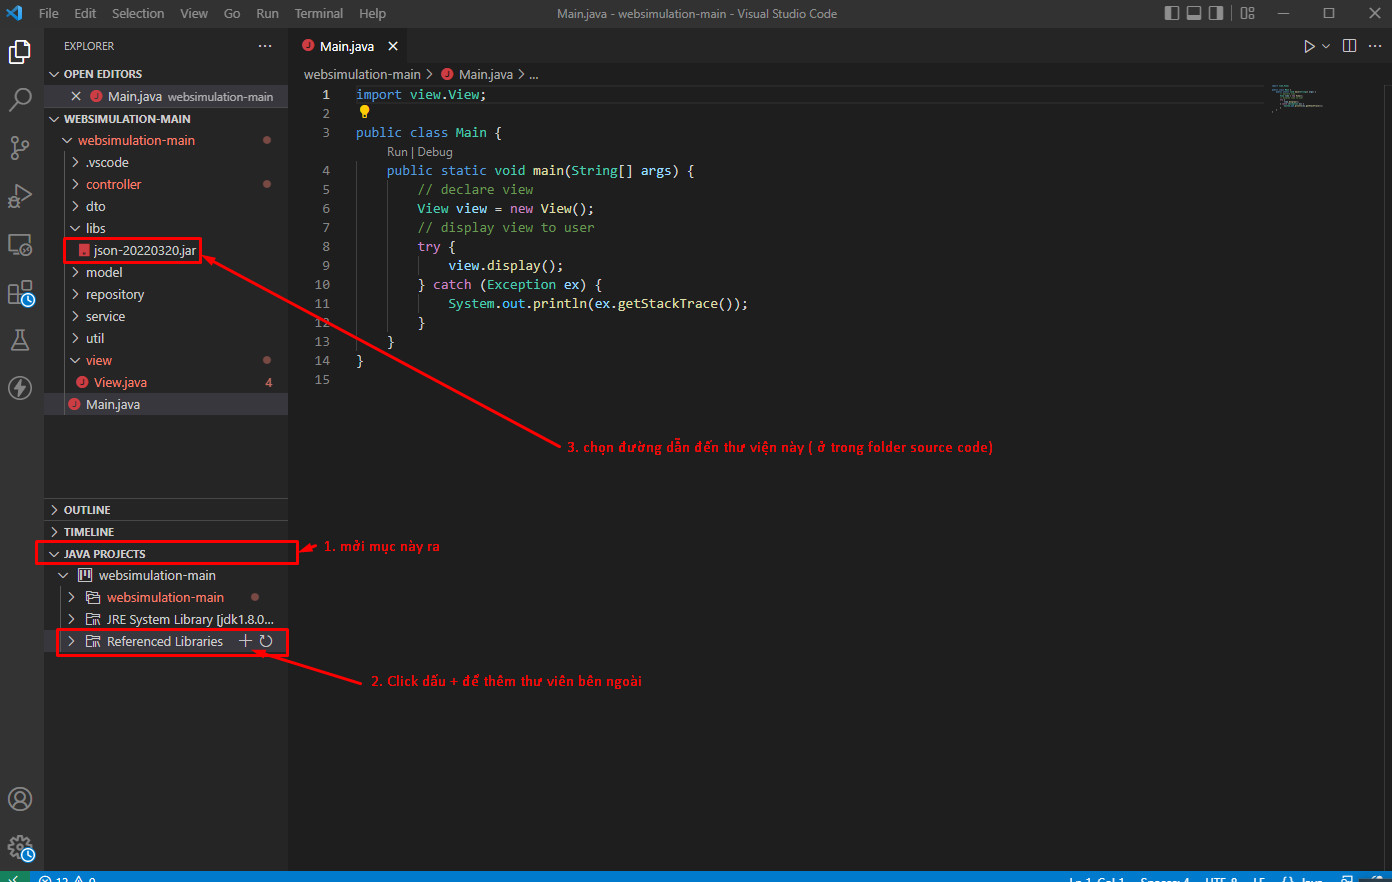 File Edit Selection View Go Run Terminal Help
Main.java - websimulation-main - Visual Studio Code
EXPLORER
OPEN EDITORS
Main.java websimulation-main
WEBSIMULATION-MAIN
websimulation-main
.vscode
controller
dto
libs
json-20220320.jar
model
repository
service
util
view
View.java 4
Main.java
OUTLINE
TIMELINE
JAVA PROJECTS
websimulation-main
websimulation-main
JRE System Library [jdk1.8.0...
Referenced Libraries
Main.java
websimulation-main > Main.java > ...
1 import view.View;
2
3 public class Main {
Run | Debug
4 public static void main(String[] args) {
5 // declare view
6 View view = new View();
7 // display view to user
8 try {
9 view.display();
10 } catch (Exception ex) {
11 System.out.println(ex.getStackTrace());
12 }
13 }
14 }
15
3. chọn đường dẫn đến thư viện này ( ở trong folder source code)
1. mởi mục này ra
2. Click dấu + để thêm thư viên bên ngoài